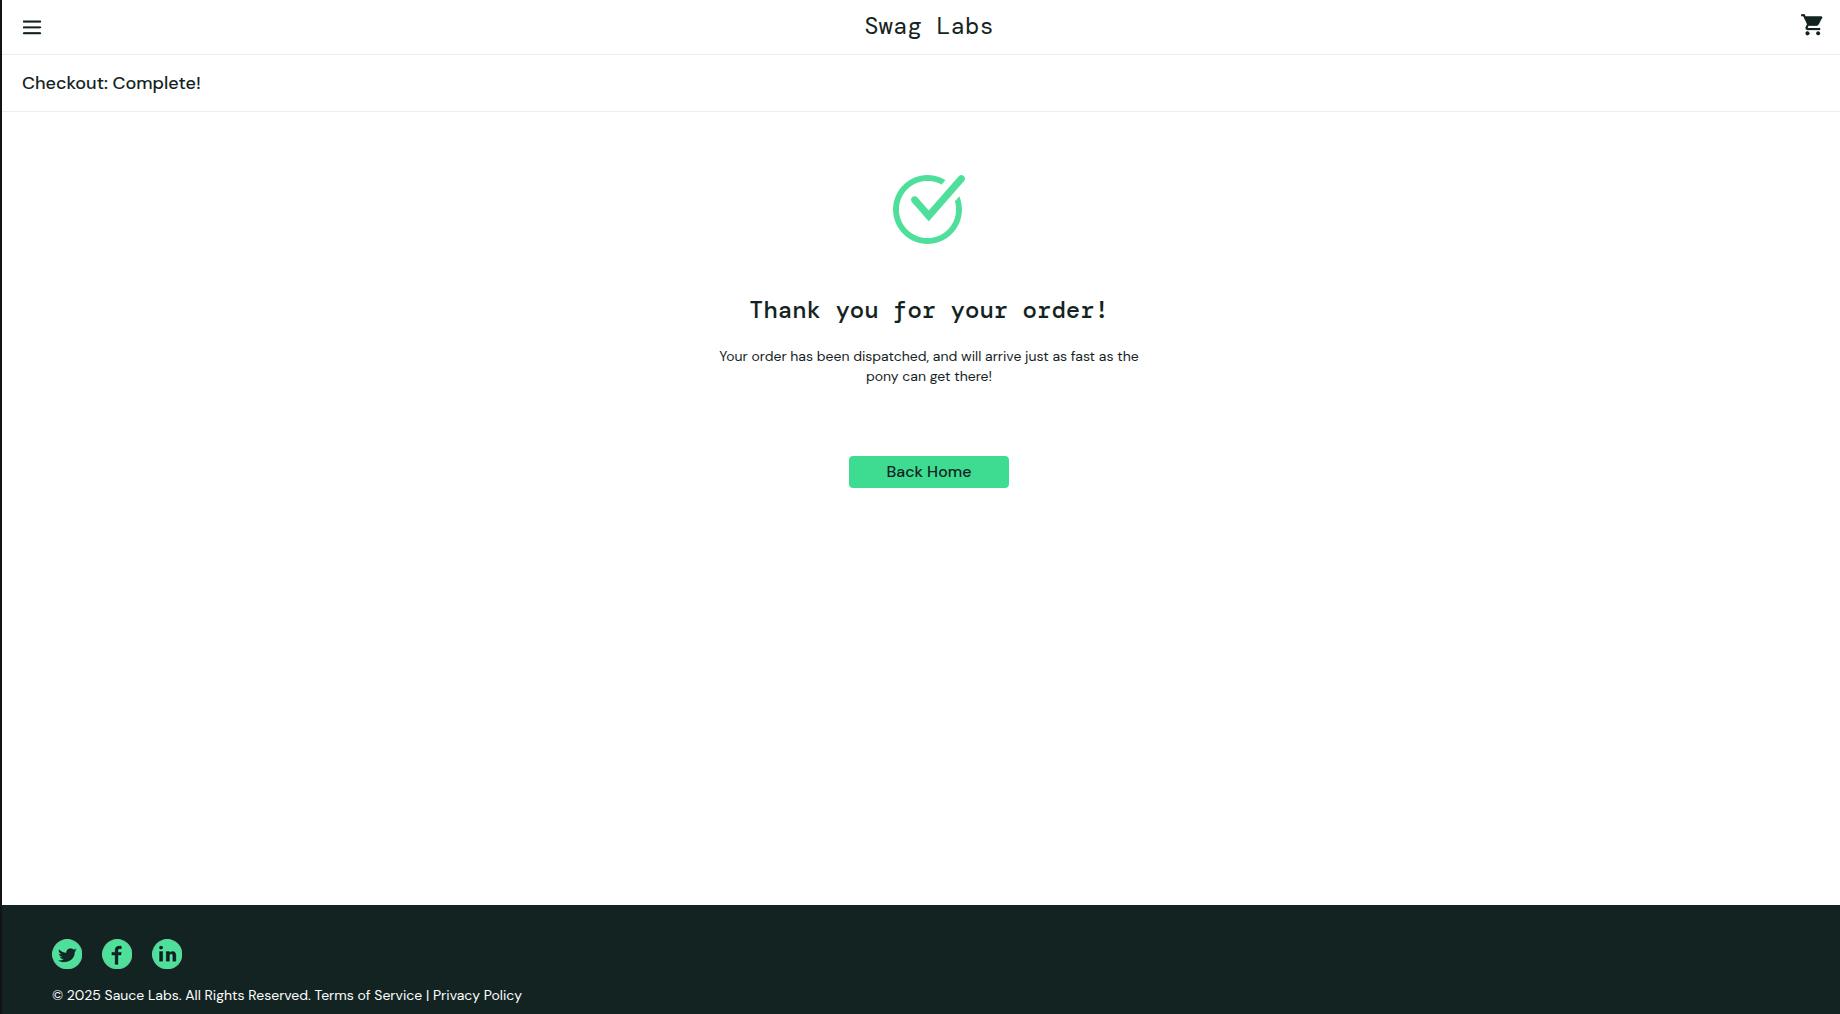 Swag Labs
Checkout: Complete!
Thank you for your order!
Your order has been dispatched, and will arrive just as fast as the
pony can get there!
Back Home
© 2025 Sauce Labs. All Rights Reserved. Terms of Service | Privacy Policy